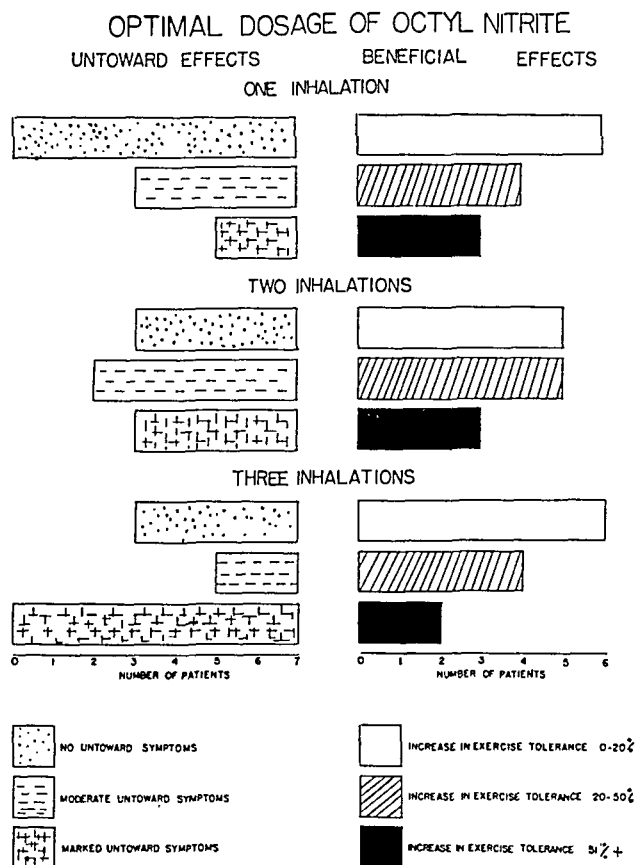 OPTIMAL DOSAGE OF OCTYL NITRITE
UNTOWARD EFFECTS BENEFICIAL EFFECTS
ONE INHALATION
TWO INHALATIONS
THREE INHALATIONS
0 1 2 3 4 5 6 7
NUMBER OF PATIENTS
0 1 2 3 4 5 6
NUMBER OF PATIENTS
NO UNTOWARD SYMPTOMS
MODERATE UNTOWARD SYMPTOMS
MARKED UNTOWARD SYMPTOMS
INCREASE IN EXERCISE TOLERANCE 0-20%
INCREASE IN EXERCISE TOLERANCE 20-50%
INCREASE IN EXERCISE TOLERANCE 51%+